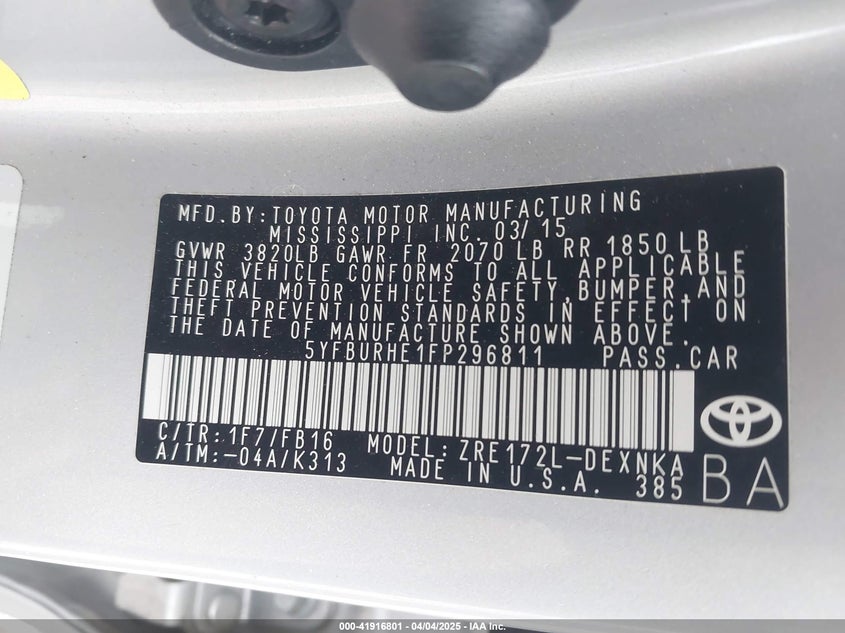 MFD.BY:TOYOTA MOTOR MANUFACTURING
MISSISSIPPI INC. 03/15
GVWR 3820LB GAWR FR 2070 LB RR 1850 LB
THIS VEHICLE CONFORMS TO ALL APPLICABLE
FEDERAL MOTOR VEHICLE SAFETY,BUMPER,AND
THEFT PREVENTION STANDARDS IN EFFECT ON
THE DATE OF MANUFACTURE SHOWN ABOVE.
5YFBURHE1FP296811 PASS.CAR
C/TR:1F7/FB16 MODEL:ZRE172L-DEXNKA
A/TM:-04A/K313 MADE IN U.S.A. 385 BA
000-41916801 - 04/04/2025 - IAAI.COM